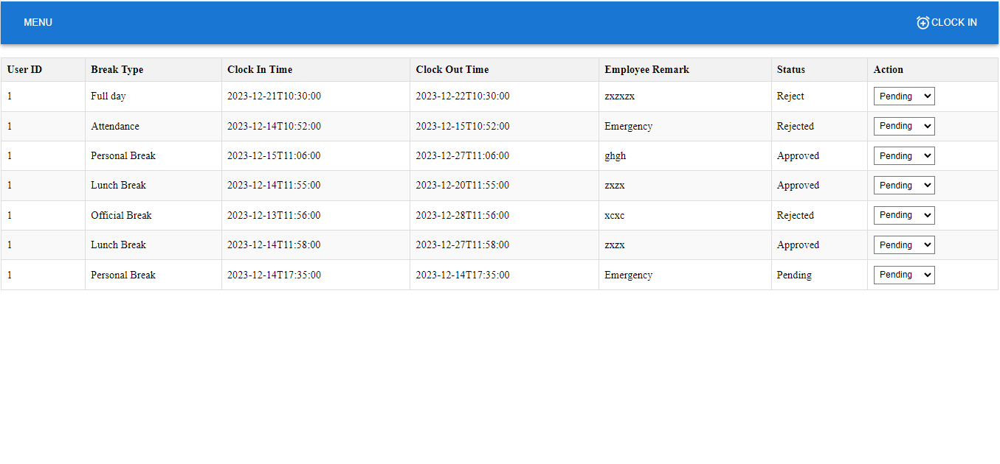 MENU CLOCK IN
User ID Break Type Clock In Time Clock Out Time Employee Remark Status Action
1 Full day 2023-12-21T10:30:00 2023-12-22T10:30:00 zxzxzx Reject Pending
1 Attendance 2023-12-14T10:52:00 2023-12-15T10:52:00 Emergency Rejected Pending
1 Personal Break 2023-12-15T11:06:00 2023-12-27T11:06:00 ghgh Approved Pending
1 Lunch Break 2023-12-14T11:55:00 2023-12-20T11:55:00 zxzx Approved Pending
1 Official Break 2023-12-13T11:56:00 2023-12-28T11:56:00 xcxc Rejected Pending
1 Lunch Break 2023-12-14T11:58:00 2023-12-27T11:58:00 zxzx Approved Pending
1 Personal Break 2023-12-14T17:35:00 2023-12-14T17:35:00 Emergency Pending Pending